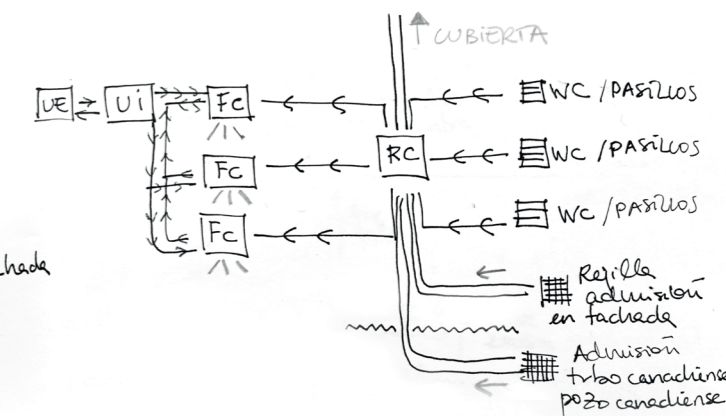 CUBIERTA
UE
Ui
Fc
WC / PASILLOS
RC
Fc
WC / PASILLOS
Fc
WC / PASILLOS
chada
Rejilla
admisión
en fachada
Admisión
tubo canadiense
pozo canadiense